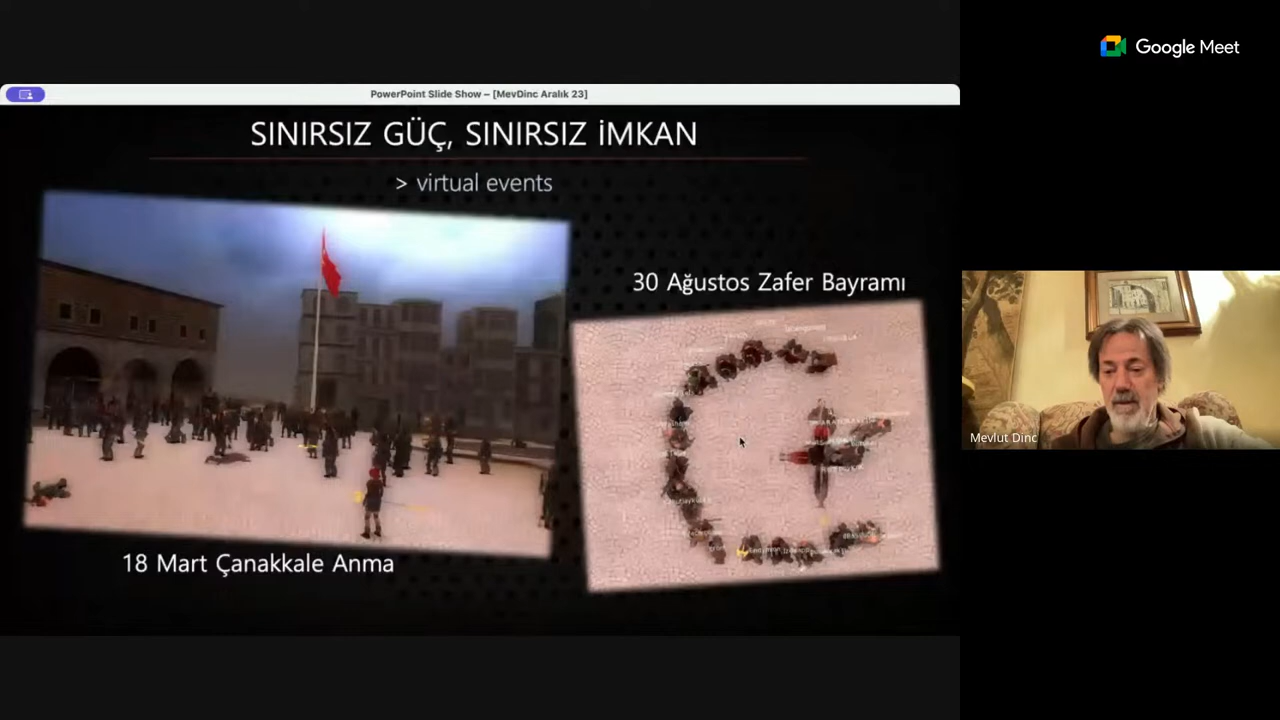 Google Meet
PowerPoint Slide Show – [MevDinc Aralık 23]
SINIRSIZ GÜÇ, SINIRSIZ İMKAN
> virtual events
30 Ağustos Zafer Bayramı
18 Mart Çanakkale Anma
Mevlut Dinc